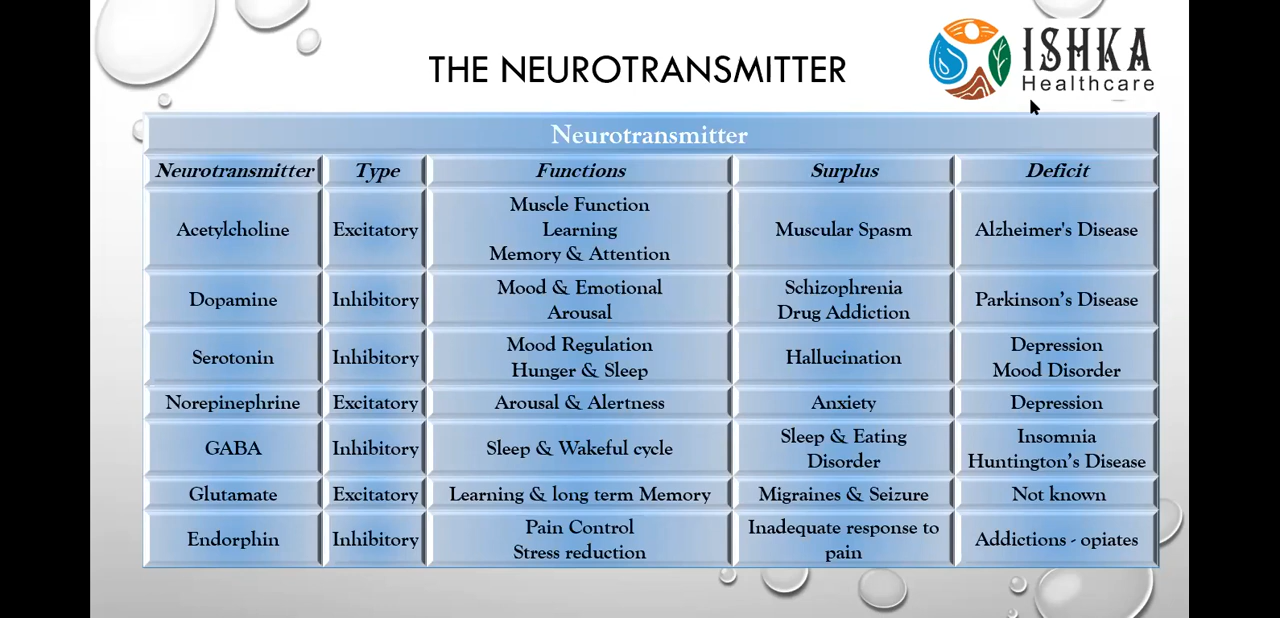 THE NEUROTRANSMITTER
ISHKA
Healthcare
Neurotransmitter
Neurotransmitter Type Functions Surplus Deficit
Acetylcholine Excitatory Muscle Function
Learning
Memory & Attention Muscular Spasm Alzheimer's Disease
Dopamine Inhibitory Mood & Emotional
Arousal Schizophrenia
Drug Addiction Parkinson's Disease
Serotonin Inhibitory Mood Regulation
Hunger & Sleep Hallucination Depression
Mood Disorder
Norepinephrine Excitatory Arousal & Alertness Anxiety Depression
GABA Inhibitory Sleep & Wakeful cycle Sleep & Eating
Disorder Insomnia
Huntington's Disease
Glutamate Excitatory Learning & long term Memory Migraines & Seizure Not known
Endorphin Inhibitory Pain Control
Stress reduction Inadequate response to
pain Addictions - opiates